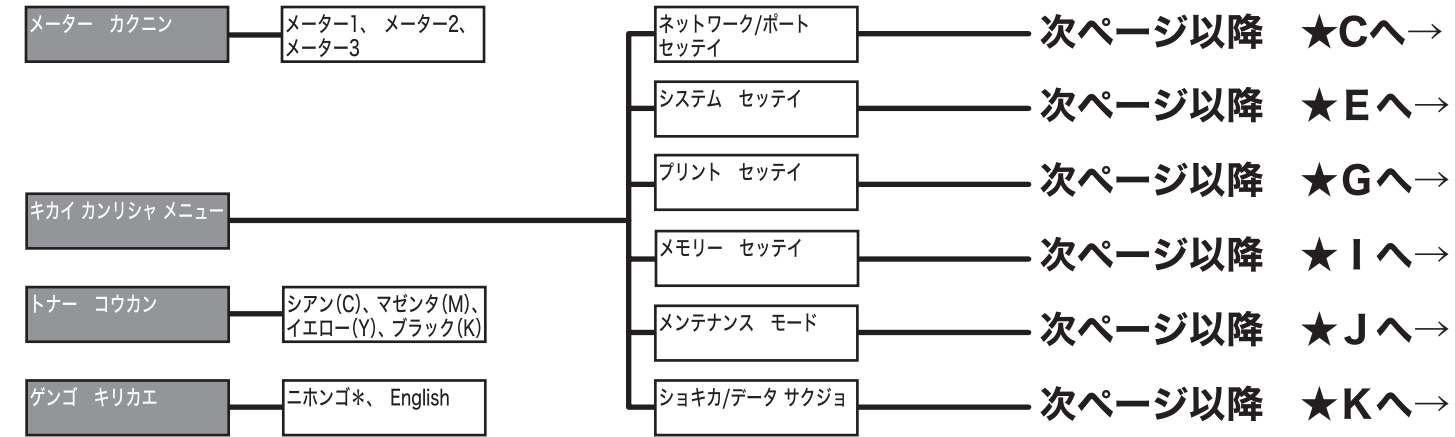 メーター　カクニン
メーター1、 メーター2、
メーター3
キカイ カンリシャ メニュー
トナー　コウカン
シアン(C)、マゼンタ(M)、
イエロー(Y)、ブラック(K)
ゲンゴ　キリカエ
ニホンゴ＊、 English
ネットワーク/ポート
セッテイ
次ページ以降　★Cへ→
システム　セッテイ
次ページ以降　★Eへ→
プリント　セッテイ
次ページ以降　★Gへ→
メモリー　セッテイ
次ページ以降　★Iへ→
メンテナンス　モード
次ページ以降　★Jへ→
ショキカ/データ サクジョ
次ページ以降　★Kへ→